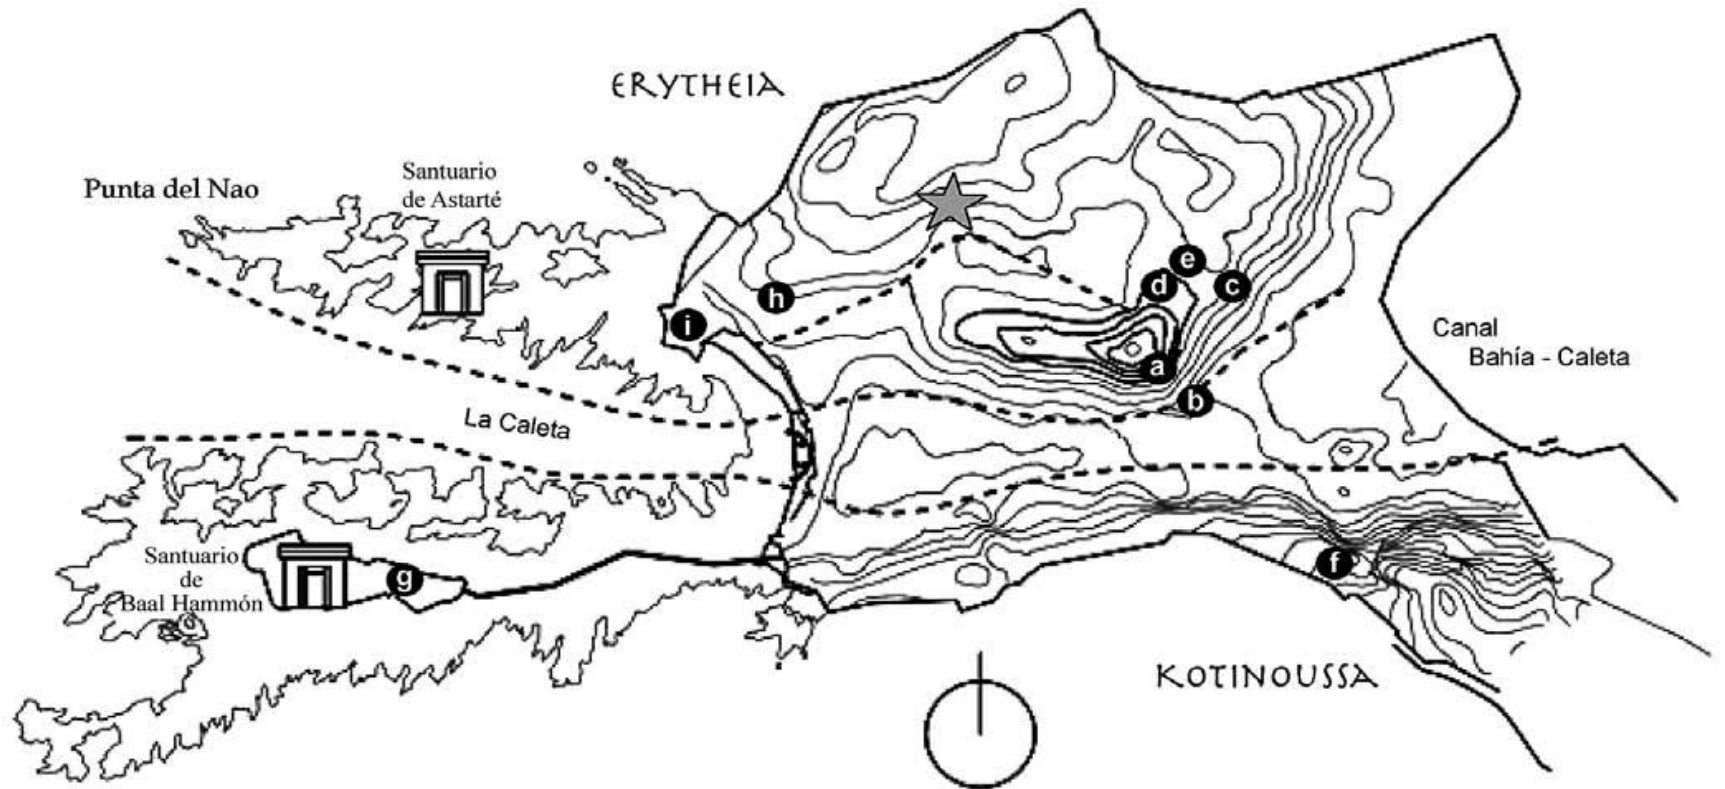 ERYTHEIA
Punta del Nao
Santuario
de Astarté
e
d
c
h
i
Canal
Bahía - Caleta
a
b
La Caleta
Santuario
de
Baal Hammón
g
f
KOTINOUSSA